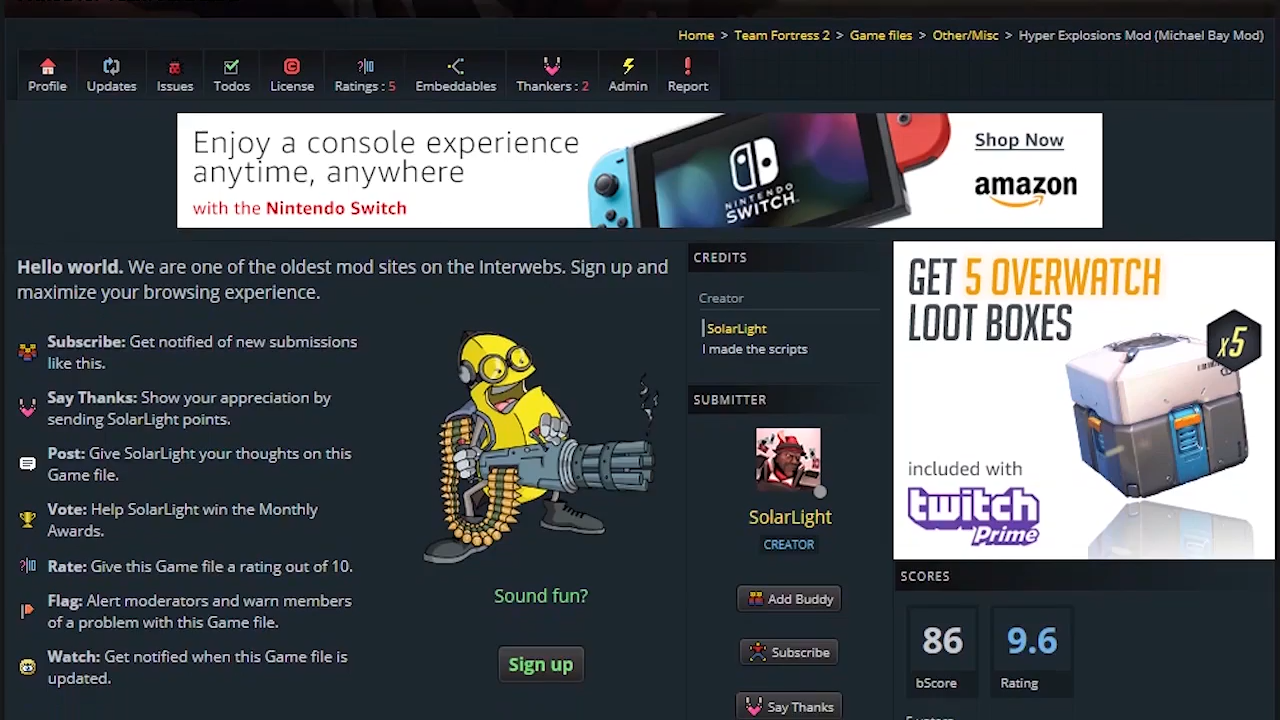 Home > Team Fortress 2 > Game files > Other/Misc > Hyper Explosions Mod (Michael Bay Mod)
Profile
Updates
Issues
Todos
License
Ratings : 5
Embeddables
Thankers : 2
Admin
Report
Enjoy a console experience
anytime, anywhere
with the Nintendo Switch
NINTENDO
SWITCH
Shop Now
amazon
Hello world. We are one of the oldest mod sites on the Interwebs. Sign up and
maximize your browsing experience.
Subscribe: Get notified of new submissions
like this.
Say Thanks: Show your appreciation by
sending SolarLight points.
Post: Give SolarLight your thoughts on this
Game file.
Vote: Help SolarLight win the Monthly
Awards.
Rate: Give this Game file a rating out of 10.
Flag: Alert moderators and warn members
of a problem with this Game file.
Watch: Get notified when this Game file is
updated.
Sound fun?
Sign up
CREDITS
Creator
SolarLight
I made the scripts
SUBMITTER
SolarLight
CREATOR
Add Buddy
Subscribe
Say Thanks
GET 5 OVERWATCH
LOOT BOXES
x5
included with
twitch
Prime
SCORES
86
bScore
9.6
Rating